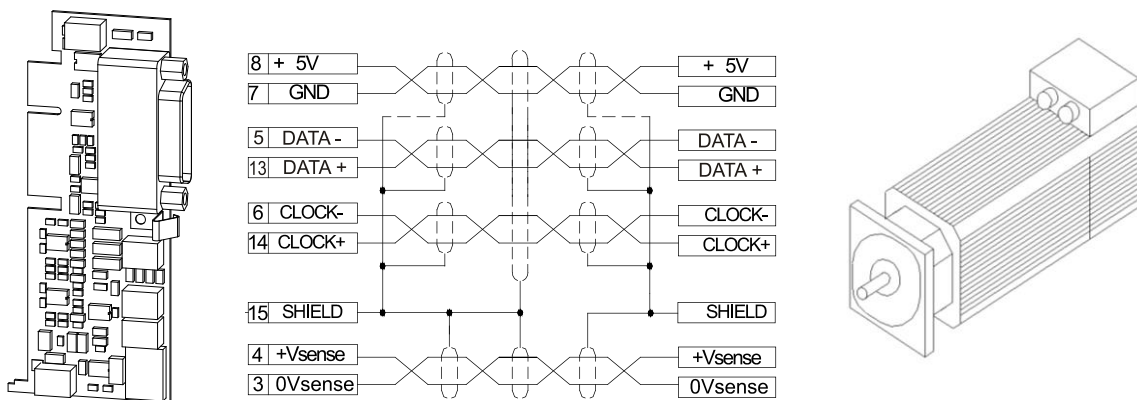 8 + 5V + 5V
7 GND GND
5 DATA - DATA -
13 DATA + DATA +
6 CLOCK- CLOCK-
14 CLOCK+ CLOCK+
15 SHIELD SHIELD
4 +Vsense +Vsense
3 0Vsense 0Vsense